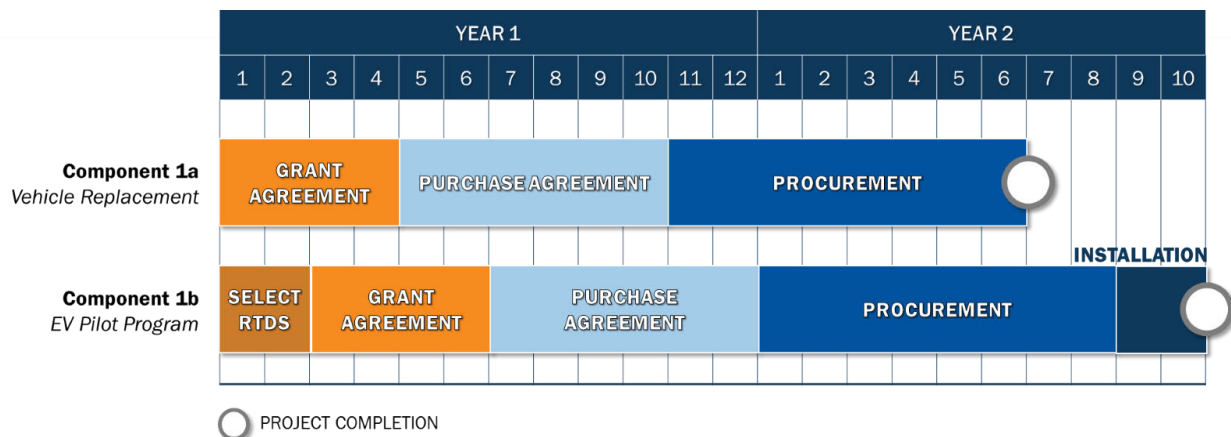 YEAR 1 YEAR 2
1 2 3 4 5 6 7 8 9 10 11 12 1 2 3 4 5 6 7 8 9 10
Component 1a
Vehicle Replacement
GRANT
AGREEMENT
PURCHASE AGREEMENT
PROCUREMENT
INSTALLATION
Component 1b
EV Pilot Program
SELECT
RTDS
GRANT
AGREEMENT
PURCHASE
AGREEMENT
PROCUREMENT
PROJECT COMPLETION